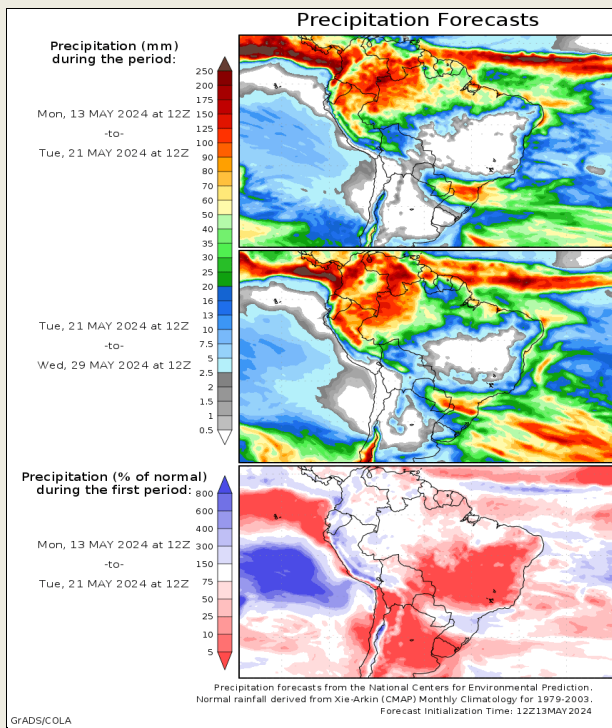 Precipitation Forecasts
Precipitation (mm)
during the period:
Mon, 13 MAY 2024 at 12Z
-to-
Tue, 21 MAY 2024 at 12Z
250
200
175
150
125
100
90
80
70
60
50
40
35
30
25
20
16
13
10
7.5
5
2.5
2
1.5
1
0.5
Tue, 21 MAY 2024 at 12Z
-to-
Wed, 29 MAY 2024 at 12Z
Precipitation (% of normal)
during the first period:
Mon, 13 MAY 2024 at 12Z
-to-
Tue, 21 MAY 2024 at 12Z
800
600
400
300
150
75
50
25
10
5
Precipitation forecasts from the National Centers for Environmental Prediction.
Normal rainfall derived from Xie-Arkin (CMAP) Monthly Climatology for 1979-2003.
Forecast Initialization Time: 12Z13MAY2024
GrADS/COLA